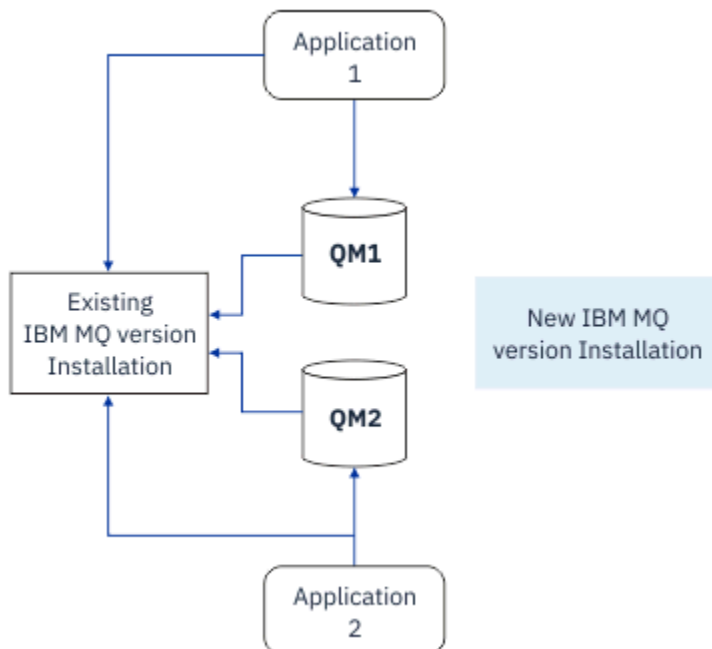 Application
1
QM1
Existing
IBM MQ version
Installation
New IBM MQ
version Installation
QM2
Application
2